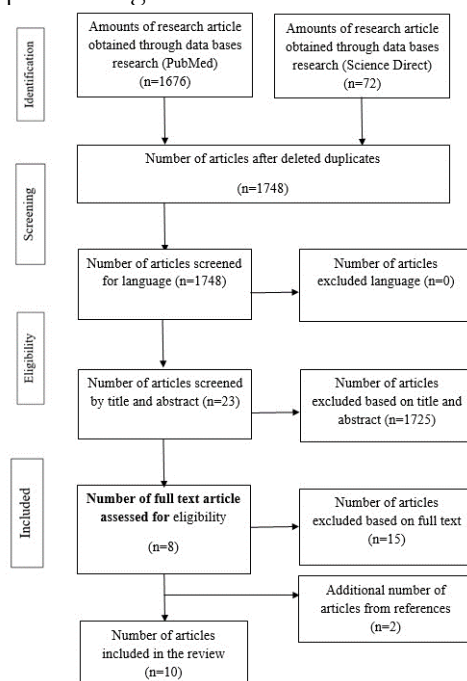 Amounts of research article
obtained through data bases
research (PubMed)
(n=1676)
Amounts of research article
obtained through data bases
research (Science Direct)
(n=72)
Identification
Number of articles after deleted duplicates
(n=1748)
Screening
Number of articles screened
for language (n=1748)
Number of articles
excluded language (n=0)
Eligibility
Number of articles screened
by title and abstract (n=23)
Number of articles
excluded based on title and
abstract (n=1725)
Included
Number of full text article
assessed for eligibility
(n=8)
Number of articles
excluded based on full text
(n=15)
Additional number of
articles from references
(n=2)
Number of articles
included in the review
(n=10)